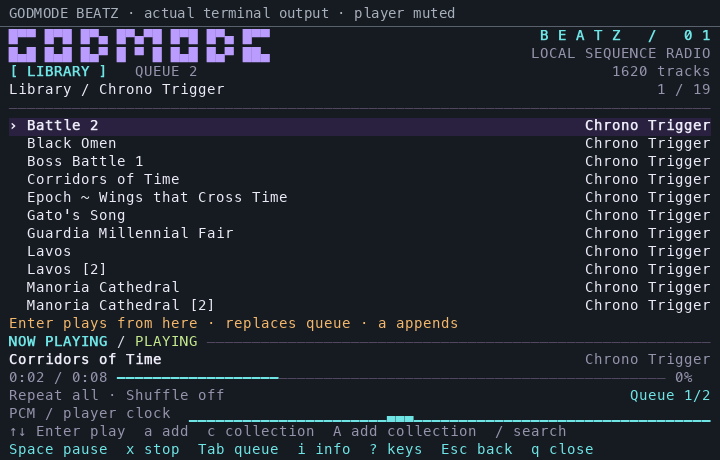 GODMODE BEATZ · actual terminal output · player muted
GODMODE
B E A T Z / 0 1
LOCAL SEQUENCE RADIO
[ LIBRARY ] QUEUE 2 1620 tracks
Library / Chrono Trigger 1 / 19
› Battle 2 Chrono Trigger
Black Omen Chrono Trigger
Boss Battle 1 Chrono Trigger
Corridors of Time Chrono Trigger
Epoch ~ Wings that Cross Time Chrono Trigger
Gato's Song Chrono Trigger
Guardia Millennial Fair Chrono Trigger
Lavos Chrono Trigger
Lavos [2] Chrono Trigger
Manoria Cathedral Chrono Trigger
Manoria Cathedral [2] Chrono Trigger
Enter plays from here · replaces queue · a appends
NOW PLAYING / PLAYING
Corridors of Time Chrono Trigger
0:02 / 0:08 0%
Repeat all · Shuffle off Queue 1/2
PCM / player clock
↑↓ Enter play a add c collection A add collection / search
Space pause x stop Tab queue i info ? keys Esc back q close